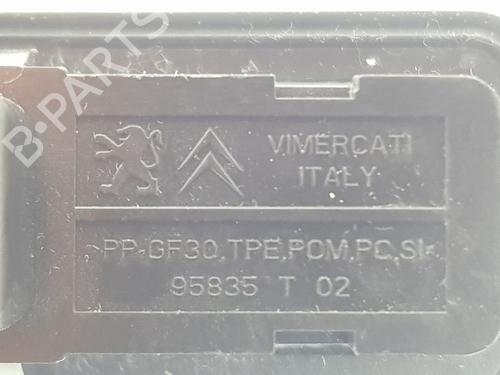 B-PARTS
VIMERCATI
ITALY
PP-GF30,TPE,POM,PC,SI
95835 T 02